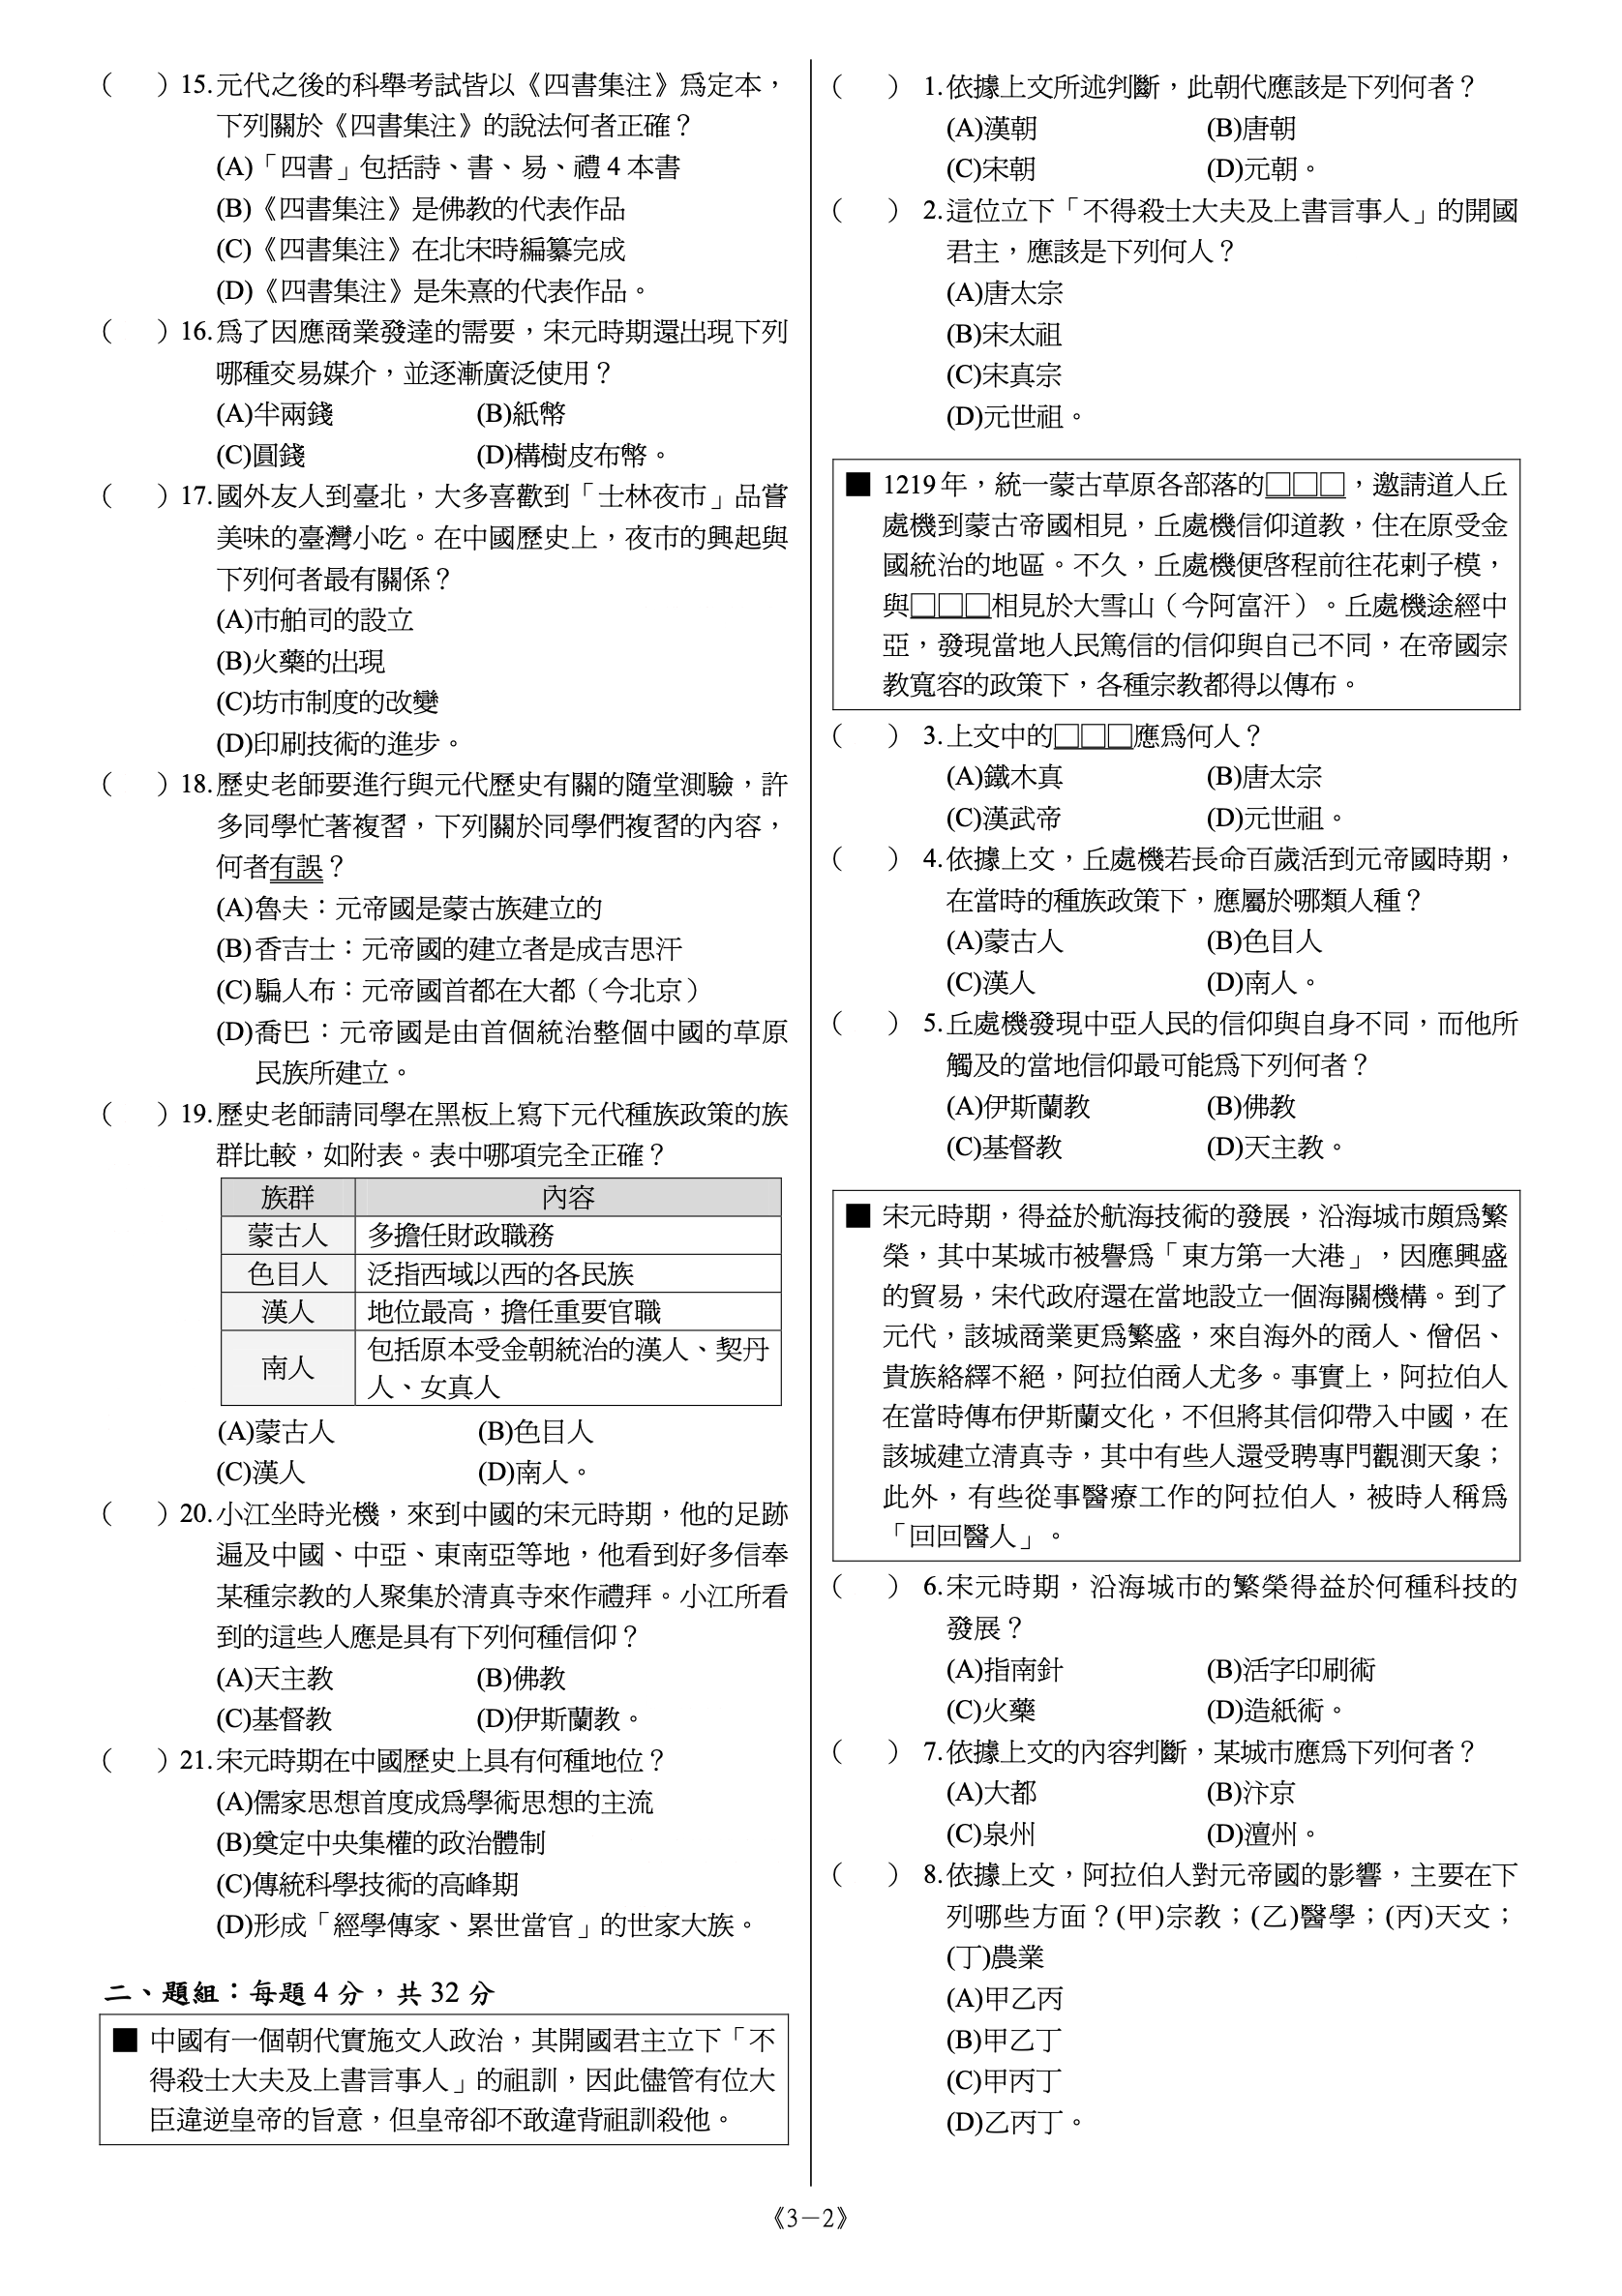 (　　)15.元代之後的科舉考試皆以《四書集注》為定本，
下列關於《四書集注》的說法何者正確？
(A)「四書」包括詩、書、易、禮 4 本書
(B)《四書集注》是佛教的代表作品
(C)《四書集注》在北宋時編纂完成
(D)《四書集注》是朱熹的代表作品。
(　　)16.為了因應商業發達的需要，宋元時期還出現下列
哪種交易媒介，並逐漸廣泛使用？
(A)半兩錢　　(B)紙幣
(C)圓錢　　(D)構樹皮布幣。
(　　)17.國外友人到臺北，大多喜歡到「士林夜市」品嘗
美味的臺灣小吃。在中國歷史上，夜市的興起與
下列何者最有關係？
(A)市舶司的設立
(B)火藥的出現
(C)坊市制度的改變
(D)印刷技術的進步。
(　　)18.歷史老師要進行與元代歷史有關的隨堂測驗，許
多同學忙著複習，下列關於同學們複習的內容，
何者有誤？
(A)魯夫：元帝國是蒙古族建立的
(B)香吉士：元帝國的建立者是成吉思汗
(C)騙人布：元帝國首都在大都（今北京）
(D)喬巴：元帝國是由首個統治整個中國的草原
民族所建立。
(　　)19.歷史老師請同學在黑板上寫下元代種族政策的族
群比較，如附表。表中哪項完全正確？
族群　內容
蒙古人　多擔任財政職務
色目人　泛指西域以西的各民族
漢人　地位最高，擔任重要官職
南人　包括原本受金朝統治的漢人、契丹
人、女真人
(A)蒙古人　　(B)色目人
(C)漢人　　(D)南人。
(　　)20.小江坐時光機，來到中國的宋元時期，他的足跡
遍及中國、中亞、東南亞等地，他看到好多信奉
某種宗教的人聚集於清真寺來作禮拜。小江所看
到的這些人應是具有下列何種信仰？
(A)天主教　　(B)佛教
(C)基督教　　(D)伊斯蘭教。
(　　)21.宋元時期在中國歷史上具有何種地位？
(A)儒家思想首度成為學術思想的主流
(B)奠定中央集權的政治體制
(C)傳統科學技術的高峰期
(D)形成「經學傳家、累世當官」的世家大族。
二、題組：每題 4 分，共 32 分
■ 中國有一個朝代實施文人政治，其開國君主立下「不
得殺士大夫及上書言事人」的祖訓，因此儘管有位大
臣違逆皇帝的旨意，但皇帝卻不敢違背祖訓殺他。
(　　) 1.依據上文所述判斷，此朝代應該是下列何者？
(A)漢朝　　(B)唐朝
(C)宋朝　　(D)元朝。
(　　) 2.這位立下「不得殺士大夫及上書言事人」的開國
君主，應該是下列何人？
(A)唐太宗
(B)宋太祖
(C)宋真宗
(D)元世祖。
■ 1219 年，統一蒙古草原各部落的□□□，邀請道人丘
處機到蒙古帝國相見，丘處機信仰道教，住在原受金
國統治的地區。不久，丘處機便啟程前往花剌子模，
與□□□相見於大雪山（今阿富汗）。丘處機途經中
亞，發現當地人民篤信的信仰與自己不同，在帝國宗
教寬容的政策下，各種宗教都得以傳布。
(　　) 3.上文中的□□□應為何人？
(A)鐵木真　　(B)唐太宗
(C)漢武帝　　(D)元世祖。
(　　) 4.依據上文，丘處機若長命百歲活到元帝國時期，
在當時的種族政策下，應屬於哪類人種？
(A)蒙古人　　(B)色目人
(C)漢人　　(D)南人。
(　　) 5.丘處機發現中亞人民的信仰與自身不同，而他所
觸及的當地信仰最可能為下列何者？
(A)伊斯蘭教　　(B)佛教
(C)基督教　　(D)天主教。
■ 宋元時期，得益於航海技術的發展，沿海城市頗為繁
榮，其中某城市被譽為「東方第一大港」，因應興盛
的貿易，宋代政府還在當地設立一個海關機構。到了
元代，該城商業更為繁盛，來自海外的商人、僧侶、
貴族絡繹不絕，阿拉伯商人尤多。事實上，阿拉伯人
在當時傳布伊斯蘭文化，不但將其信仰帶入中國，在
該城建立清真寺，其中有些人還受聘專門觀測天象；
此外，有些從事醫療工作的阿拉伯人，被時人稱為
「回回醫人」。
(　　) 6.宋元時期，沿海城市的繁榮得益於何種科技的
發展？
(A)指南針　　(B)活字印刷術
(C)火藥　　(D)造紙術。
(　　) 7.依據上文的內容判斷，某城市應為下列何者？
(A)大都　　(B)汴京
(C)泉州　　(D)澶州。
(　　) 8.依據上文，阿拉伯人對元帝國的影響，主要在下
列哪些方面？(甲)宗教；(乙)醫學；(丙)天文；
(丁)農業
(A)甲乙丙
(B)甲乙丁
(C)甲丙丁
(D)乙丙丁。
《3－2》